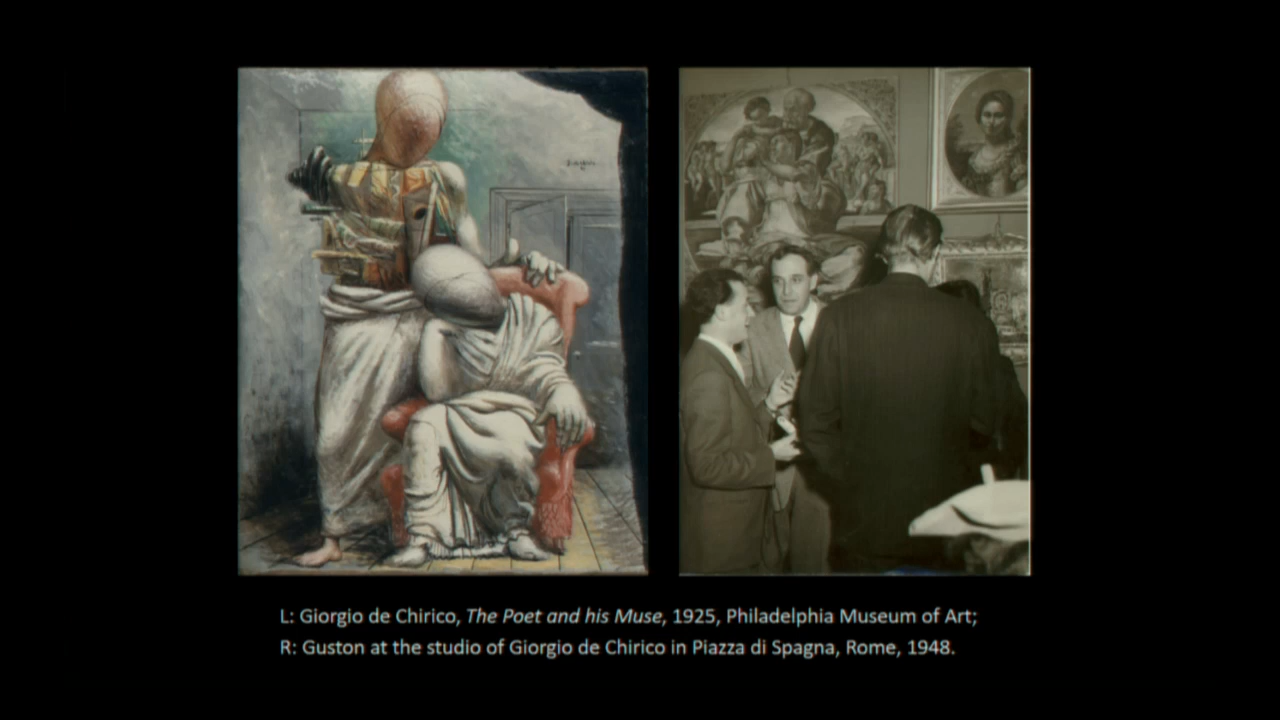 L: Giorgio de Chirico, The Poet and his Muse, 1925, Philadelphia Museum of Art;
R: Guston at the studio of Giorgio de Chirico in Piazza di Spagna, Rome, 1948.